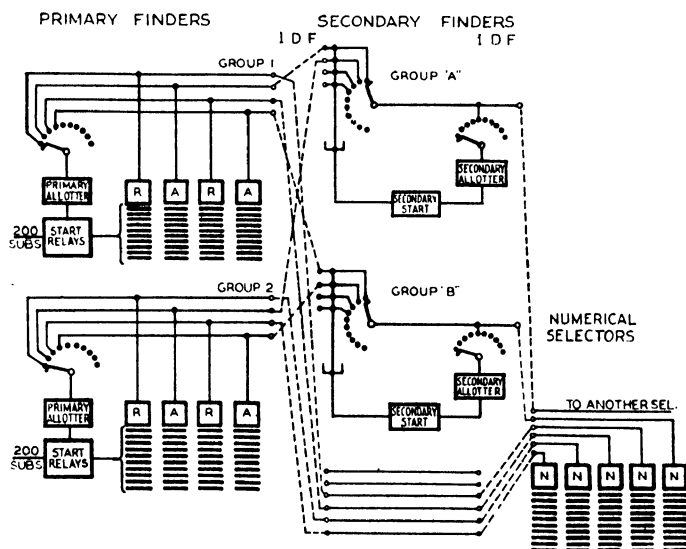 PRIMARY FINDERS
SECONDARY FINDERS
I D F
I D F
GROUP 1
GROUP "A"
PRIMARY
ALLOTTER
R
A
R
A
SECONDARY
ALLOTTER
200
SUBS
START
RELAYS
SECONDARY
START
GROUP 2
GROUP "B"
NUMERICAL
SELECTORS
PRIMARY
ALLOTTER
R
A
R
A
SECONDARY
ALLOTTER
TO ANOTHER SEL.
200
SUBS
START
RELAYS
SECONDARY
START
N
N
N
N
N